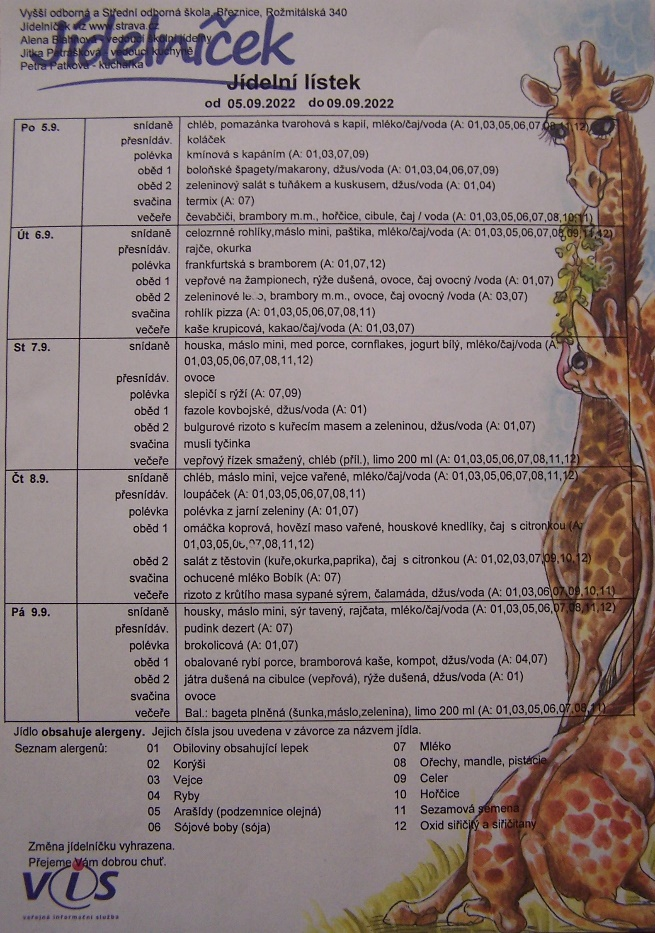 Vyšší odborná a Střední odborná škola, Březnice, Rožmitálská 340
Jídelníček viz www.strava.cz
Alena Blahnová - vedoucí školní jídelny
Jitka Petrášková - vedoucí kuchyně
Petra Paťková - kuchařka
Jídelníček
Jídelní lístek
od 05.09.2022 do 09.09.2022
Po 5.9. snídaně chléb, pomazánka tvarohová s kapií, mléko/čaj/voda (A: 01,03,05,06,07,08,11,12)
přesnídáv. koláček
polévka kmínová s kapáním (A: 01,03,07,09)
oběd 1 boloňské špagety/makarony, džus/voda (A: 01,03,04,06,07,09)
oběd 2 zeleninový salát s tuňákem a kuskusem, džus/voda (A: 01,04)
svačina termix (A: 07)
večeře čevabčiči, brambory m.m., hořčice, cibule, čaj / voda (A: 01,03,05,06,07,08,10,11)
Út 6.9. snídaně celozrnné rohlíky,máslo mini, paštika, mléko/čaj/voda (A: 01,03,05,06,07,08,09,11,12)
přesnídáv. rajče, okurka
polévka frankfurtská s bramborem (A: 01,07,12)
oběd 1 vepřové na žampionech, rýže dušená, ovoce, čaj ovocný /voda (A: 01,07)
oběd 2 zeleninové brambory m.m., ovoce, čaj ovocný /voda (A: 03,07)
svačina rohlík pizza (A: 01,03,05,06,07,08,11)
večeře kaše krupicová, kakao/čaj/voda (A: 01,03,07)
St 7.9. snídaně houska, máslo mini, med porce, cornflakes, jogurt bílý, mléko/čaj/voda (A:
01,03,05,06,07,08,11,12)
přesnídáv. ovoce
polévka slepičí s rýží (A: 07,09)
oběd 1 fazole kovbojské, džus/voda (A: 01)
oběd 2 bulgurové rizoto s kuřecím masem a zeleninou, džus/voda (A: 01,07)
svačina musli tyčinka
večeře vepřový řízek smažený, chléb (příl.), limo 200 ml (A: 01,03,05,06,07,08,11,12)
Čt 8.9. snídaně chléb, máslo mini, vejce vařené, mléko/čaj/voda (A: 01,03,05,06,07,08,11,12)
přesnídáv. loupáček (A: 01,03,05,06,07,08,11)
polévka polévka z jarní zeleniny (A: 01,07)
oběd 1 omáčka koprová, hovězí maso vařené, houskové knedlíky, čaj s citronkou (A:
01,03,05,06,07,08,11,12)
oběd 2 salát z těstovin (kuře,okurka,paprika), čaj s citronkou (A: 01,02,03,07,09,10,12)
svačina ochucené mléko Bobík (A: 07)
večeře rizoto z krůtího masa sypané sýrem, čalamáda, džus/voda (A: 01,03,06,07,09,10,11)
Pá 9.9. snídaně housky, máslo mini, sýr tavený, rajčata, mléko/čaj/voda (A: 01,03,05,06,07,08,11,12)
přesnídáv. pudink dezert (A: 07)
polévka brokolicová (A: 01,07)
oběd 1 obalované rybí porce, bramborová kaše, kompot, džus/voda (A: 04,07)
oběd 2 játra dušená na cibulce (vepřová), rýže dušená, džus/voda (A: 01)
svačina ovoce
večeře Bal.: bageta plněná (šunka,máslo,zelenina), limo 200 ml (A: 01,03,05,06,07,08,11)
Jídlo obsahuje alergeny. Jejich čísla jsou uvedena v závorce za názvem jídla.
Seznam alergenů: 01 Obiloviny obsahující lepek 07 Mléko
02 Korýši 08 Ořechy, mandle, pistácie
03 Vejce 09 Celer
04 Ryby 10 Hořčice
05 Arašídy (podzemnice olejná) 11 Sezamová semena
06 Sójové boby (sója) 12 Oxid siřičitý a siřičitany
Změna jídelníčku vyhrazena.
Přejeme Vám dobrou chuť.
VIS
veřejné informační služby